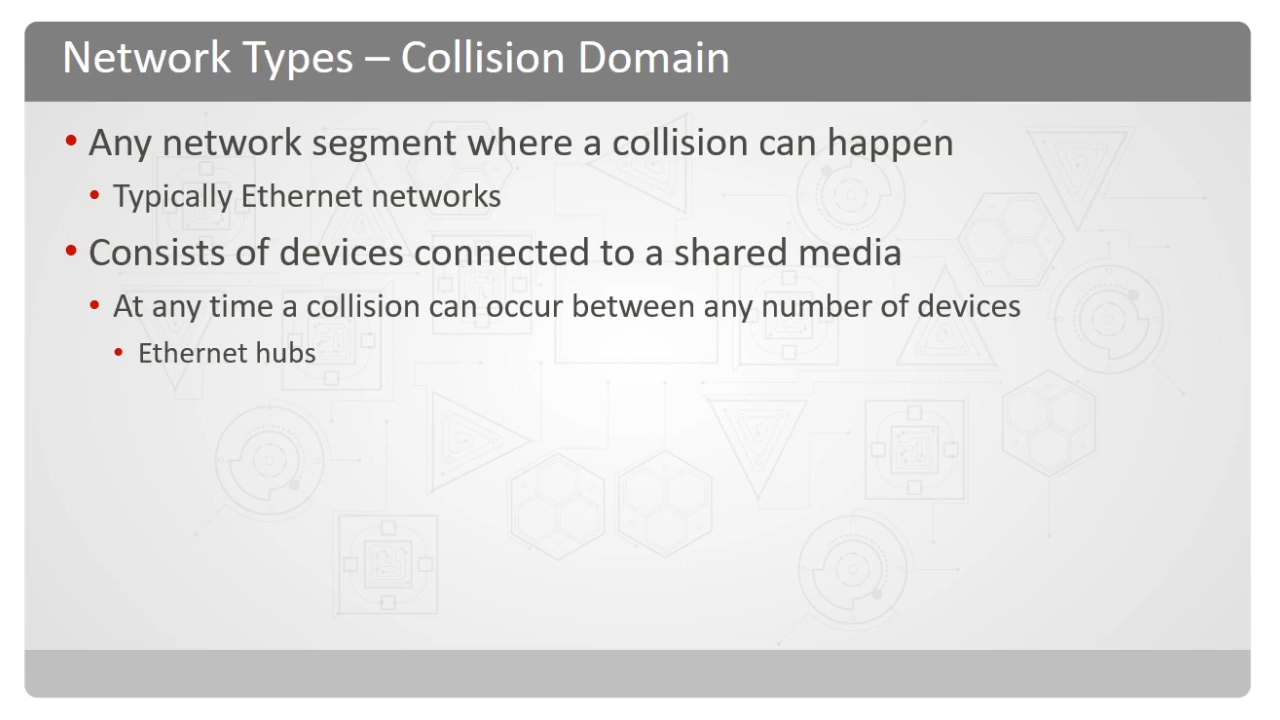 Network Types – Collision Domain
• Any network segment where a collision can happen
• Typically Ethernet networks
• Consists of devices connected to a shared media
• At any time a collision can occur between any number of devices
• Ethernet hubs